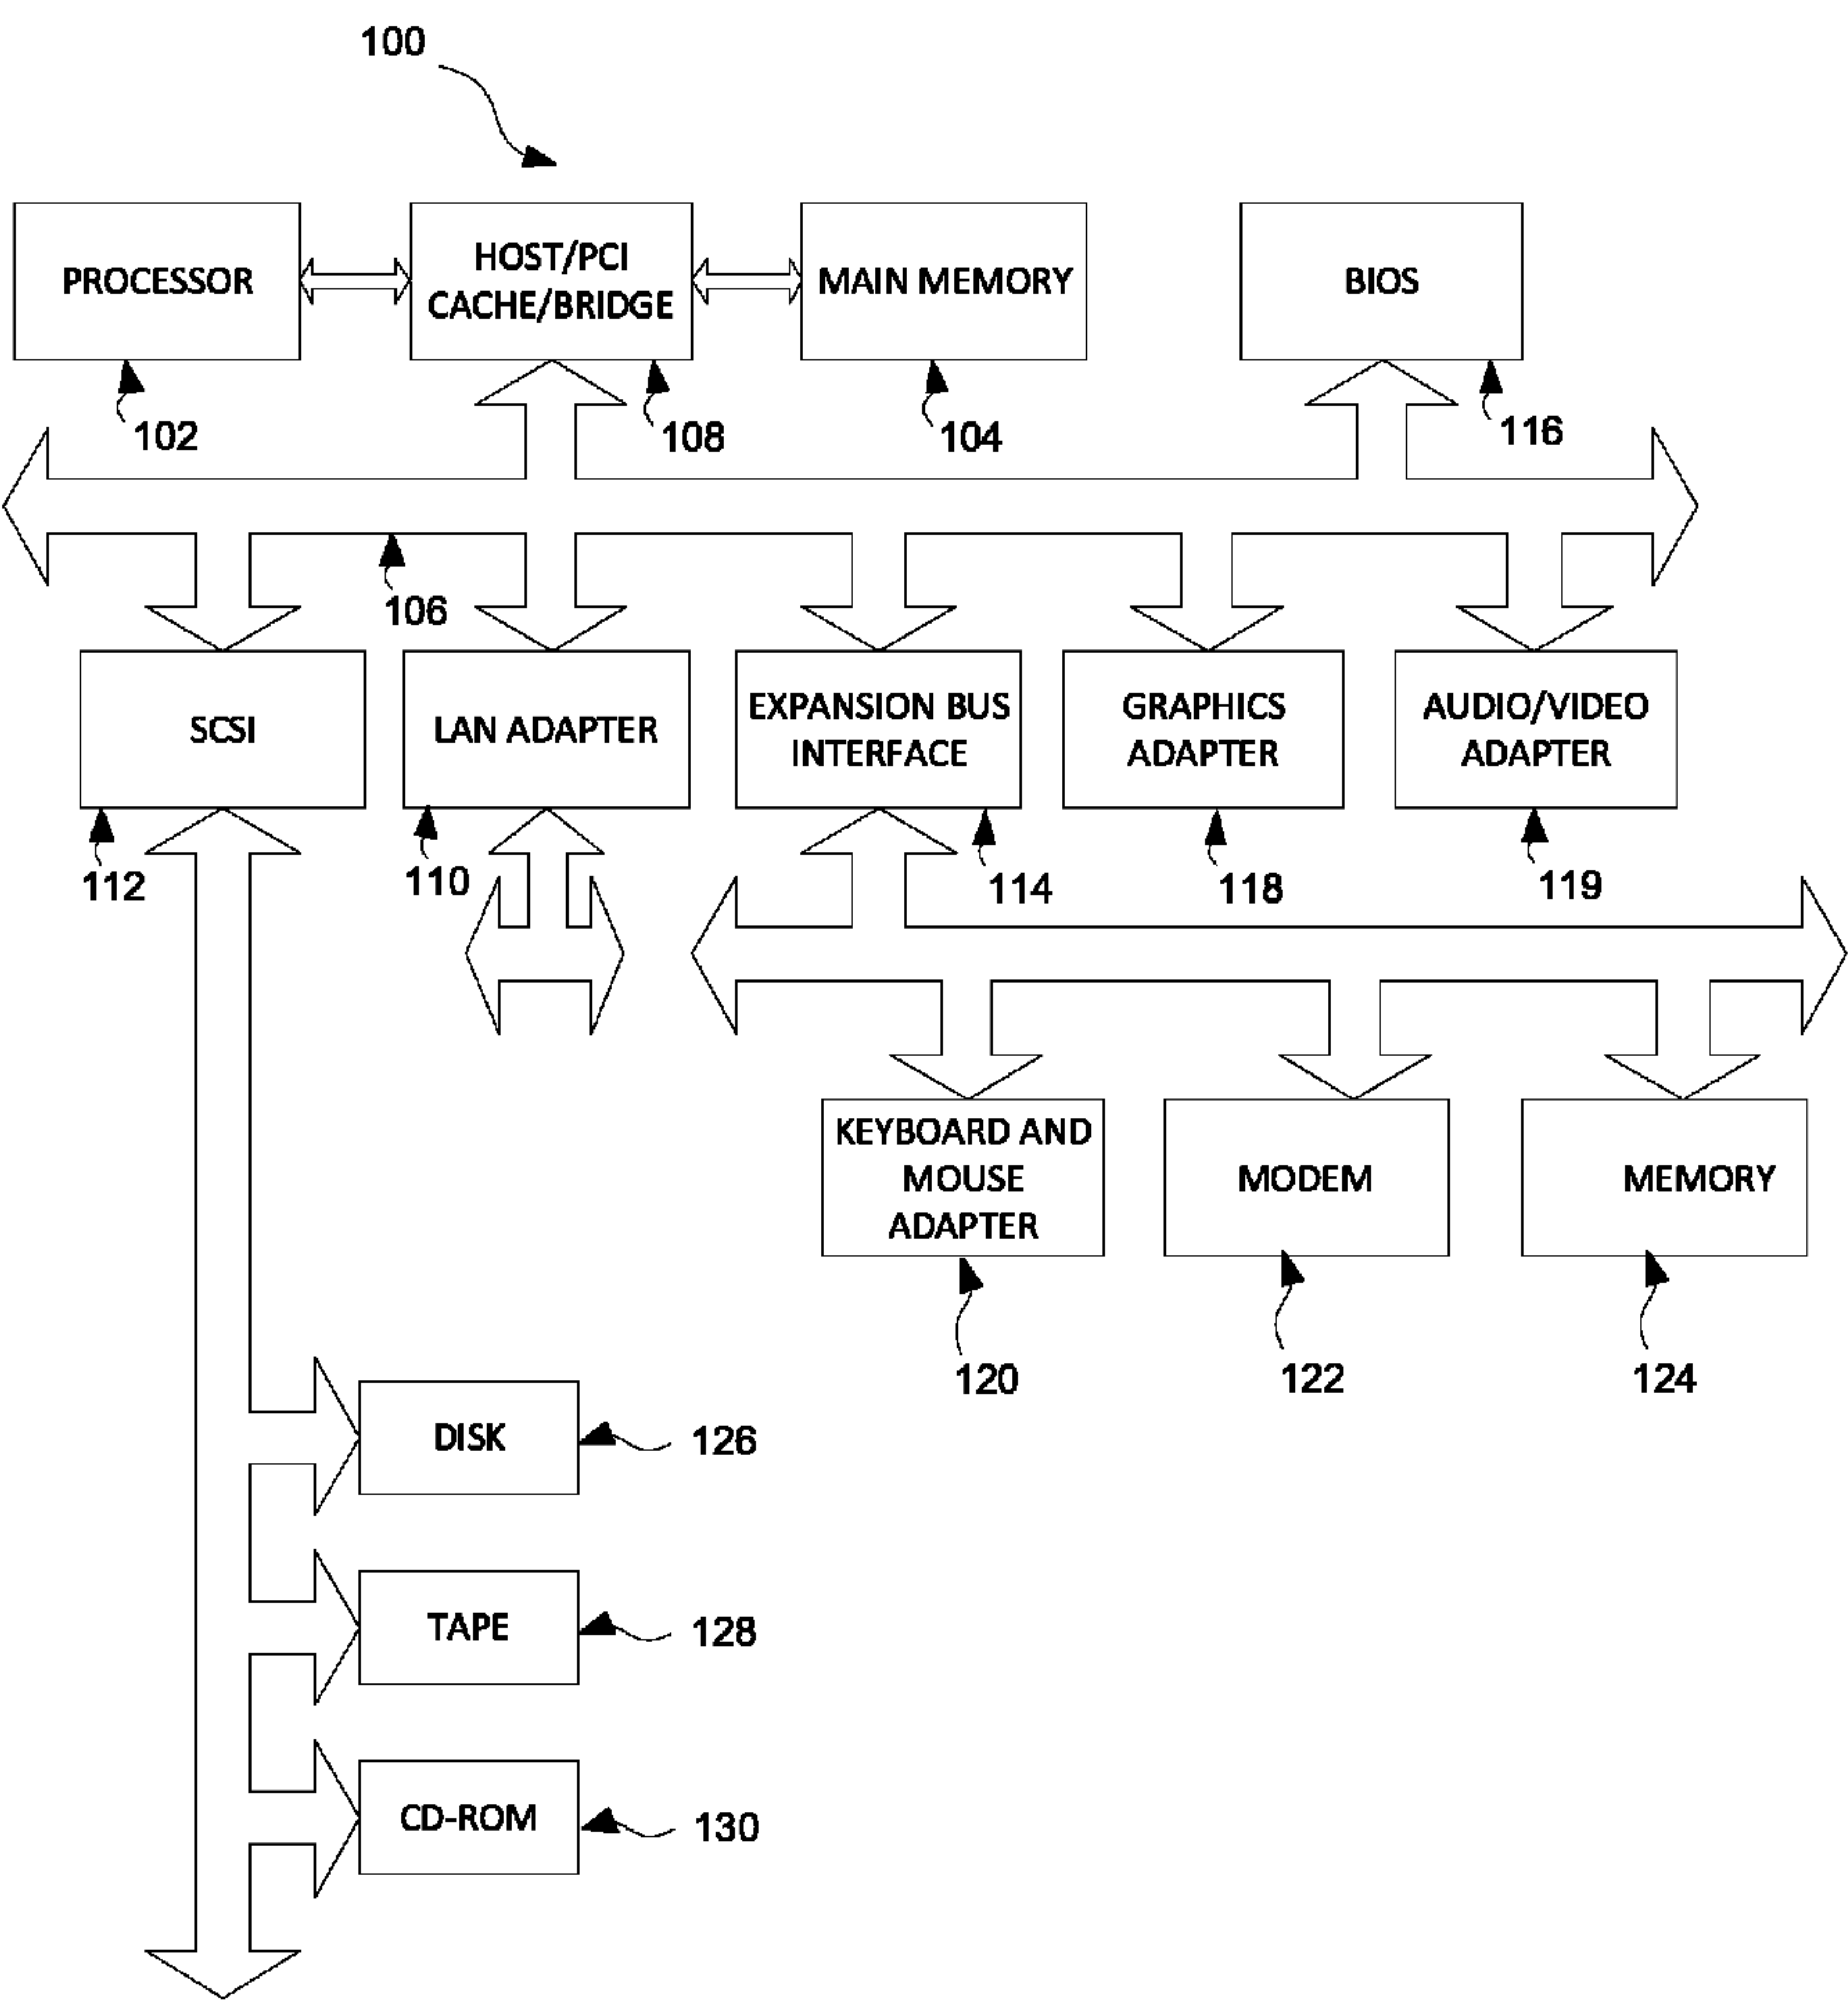 100
PROCESSOR
HOST/PCI
CACHE/BRIDGE
MAIN MEMORY
BIOS
102
108
104
116
106
SCSI
LAN ADAPTER
EXPANSION BUS
INTERFACE
GRAPHICS
ADAPTER
AUDIO/VIDEO
ADAPTER
112
110
114
118
119
KEYBOARD AND
MOUSE
ADAPTER
MODEM
MEMORY
120
122
124
DISK
126
TAPE
128
CD-ROM
130